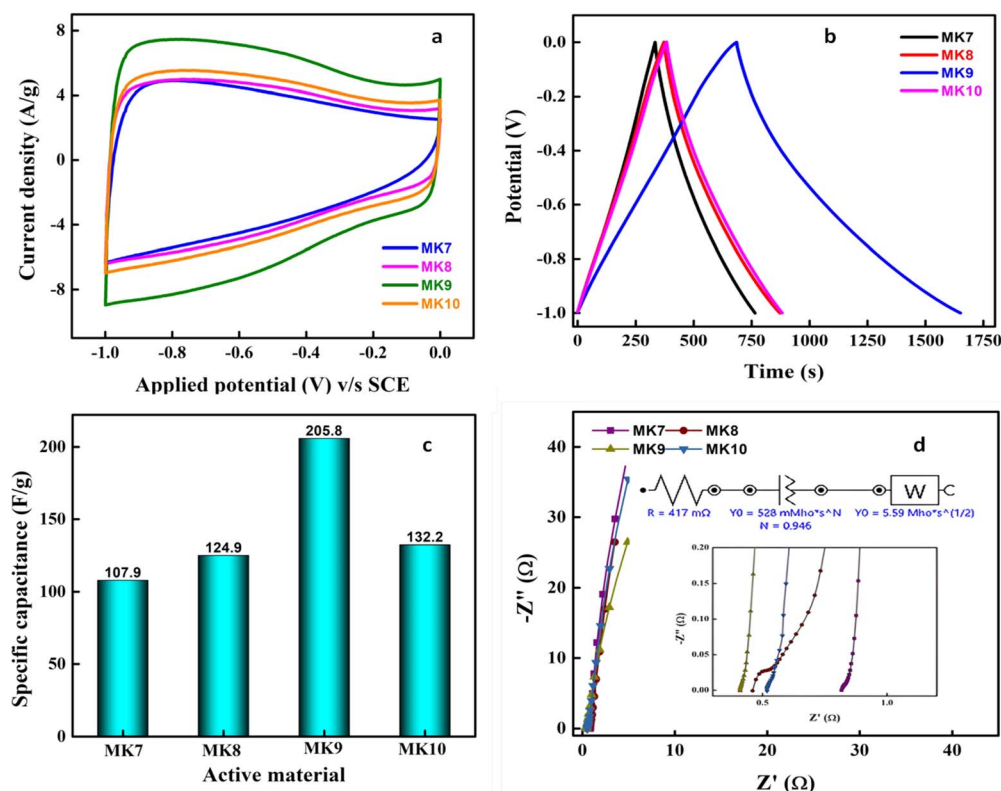 a
Current density (A/g)
8
4
0
-4
-8
-1.0 -0.8 -0.6 -0.4 -0.2 0.0
Applied potential (V) v/s SCE
MK7
MK8
MK9
MK10
b
Potential (V)
0.0
-0.2
-0.4
-0.6
-0.8
-1.0
0 250 500 750 1000 1250 1500 1750
Time (s)
MK7
MK8
MK9
MK10
c
Specific capacitance (F/g)
200
150
100
50
0
107.9
124.9
205.8
132.2
MK7 MK8 MK9 MK10
Active material
d
MK7 MK8
MK9 MK10
-Z" (Ω)
40
30
20
10
0
0 10 20 30 40
Z' (Ω)
W
R = 417 mΩ
Y0 = 528 mMho*s^N
N = 0.946
Y0 = 5.59 Mho*s^(1/2)
-Z" (Ω)
0.20
0.15
0.10
0.05
0.00
0.5 1.0
Z' (Ω)